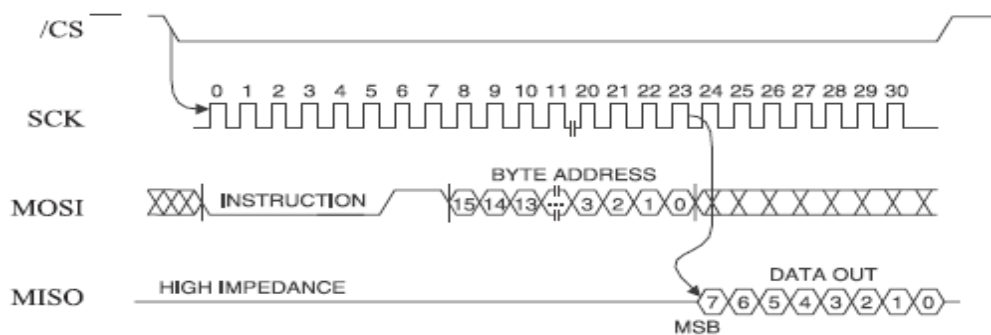 /CS
0 1 2 3 4 5 6 7 8 9 10 11 20 21 22 23 24 25 26 27 28 29 30
SCK
BYTE ADDRESS
MOSI INSTRUCTION 15 14 13 ... 3 2 1 0
HIGH IMPEDANCE DATA OUT
MISO 7 6 5 4 3 2 1 0
MSB